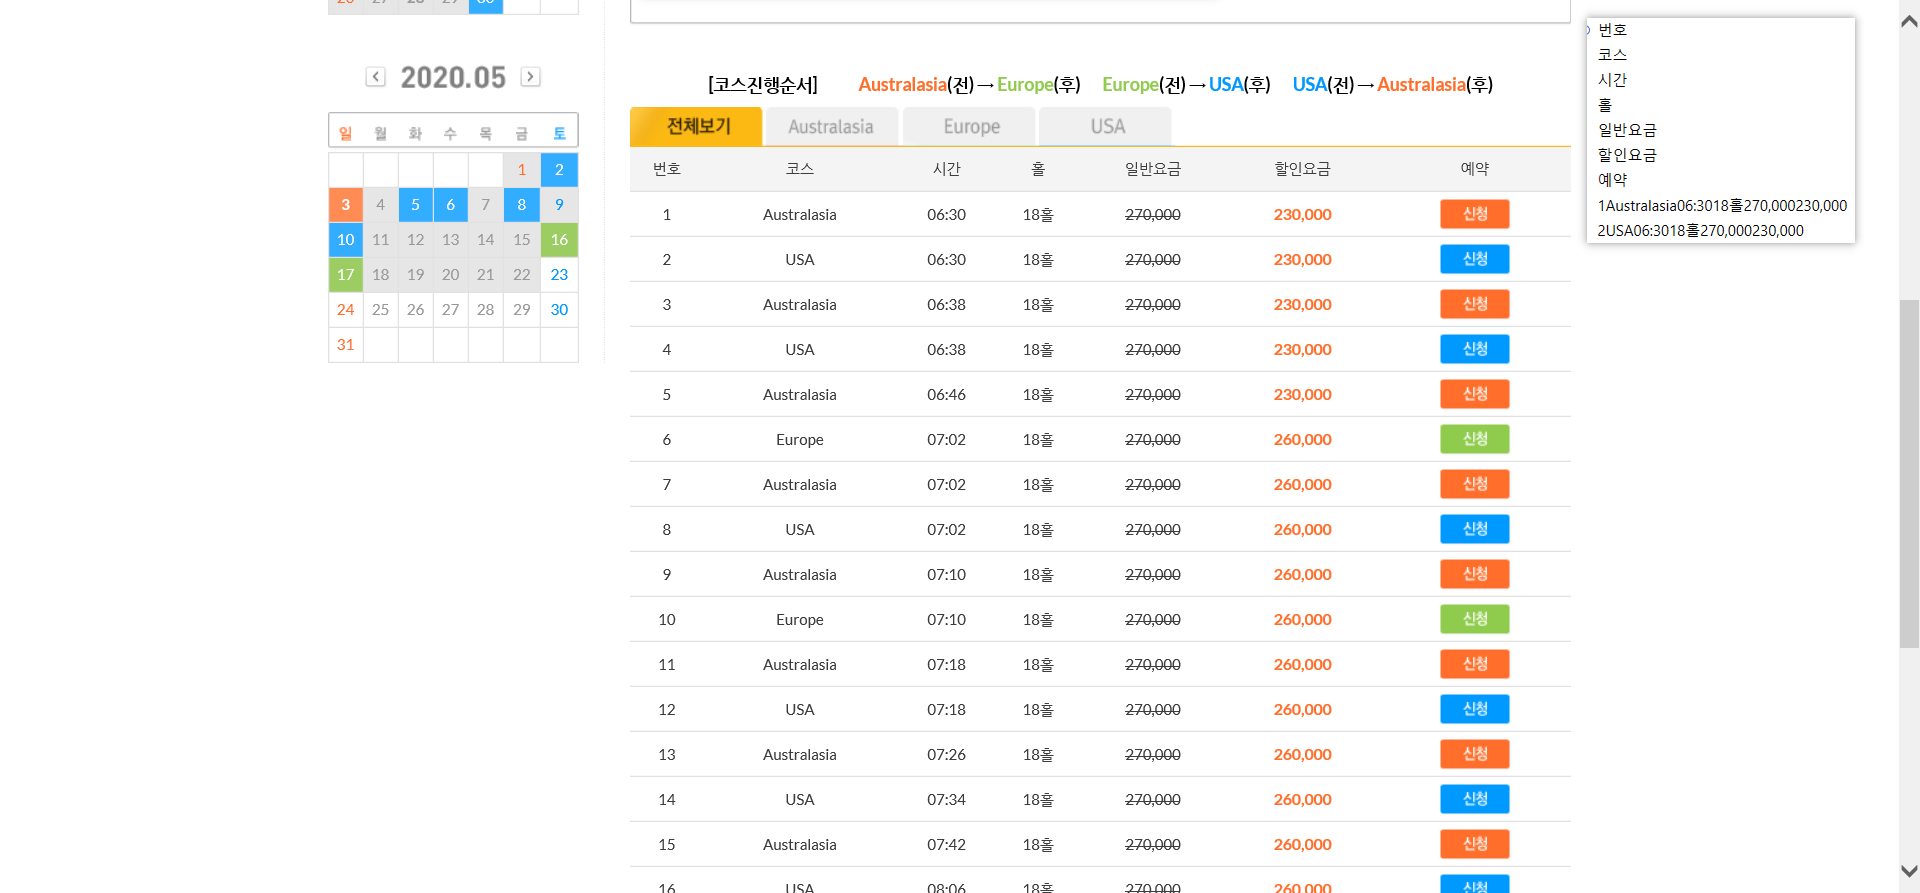 26 27 28 29 30
2020.05
일 월 화 수 목 금 토
1 2
3 4 5 6 7 8 9
10 11 12 13 14 15 16
17 18 19 20 21 22 23
24 25 26 27 28 29 30
31
[코스진행순서] Australasia(전)→Europe(후) Europe(전)→USA(후) USA(전)→Australasia(후)
전체보기 Australasia Europe USA
번호 코스 시간 홀 일반요금 할인요금 예약
1 Australasia 06:30 18홀 270,000 230,000 신청
2 USA 06:30 18홀 270,000 230,000 신청
3 Australasia 06:38 18홀 270,000 230,000 신청
4 USA 06:38 18홀 270,000 230,000 신청
5 Australasia 06:46 18홀 270,000 230,000 신청
6 Europe 07:02 18홀 270,000 260,000 신청
7 Australasia 07:02 18홀 270,000 260,000 신청
8 USA 07:02 18홀 270,000 260,000 신청
9 Australasia 07:10 18홀 270,000 260,000 신청
10 Europe 07:10 18홀 270,000 260,000 신청
11 Australasia 07:18 18홀 270,000 260,000 신청
12 USA 07:18 18홀 270,000 260,000 신청
13 Australasia 07:26 18홀 270,000 260,000 신청
14 USA 07:34 18홀 270,000 260,000 신청
15 Australasia 07:42 18홀 270,000 260,000 신청
16 USA 08:06 18홀 270,000 260,000 신청
번호
코스
시간
홀
일반요금
할인요금
예약
1Australasia06:3018홀270,000230,000
2USA06:3018홀270,000230,000